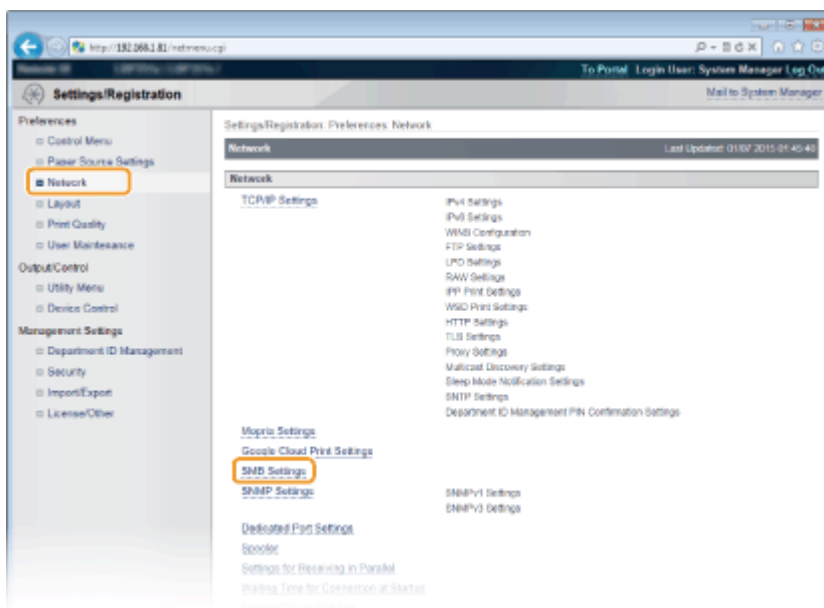 http://192.168.1.81/netmenu.cgi
To Portal Login User: System Manager Log Out
Settings/Registration
Mail to System Manager
Preferences
Control Menu
Paper Source Settings
Network
Layout
Print Quality
User Maintenance
Output/Control
Utility Menu
Device Control
Management Settings
Department ID Management
Security
Import/Export
License/Other
Settings/Registration: Preferences: Network
Network
Last Updated: 01/07 2015 01:45:40
Network
TCP/IP Settings
IPv4 Settings
IPv6 Settings
WINS Configuration
FTP Settings
LPD Settings
RAW Settings
IPP Print Settings
WSD Print Settings
HTTP Settings
TLS Settings
Proxy Settings
Multicast Discovery Settings
Sleep Mode Notification Settings
SNTP Settings
Department ID Management PIN Confirmation Settings
Mopria Settings
Google Cloud Print Settings
SMB Settings
SNMP Settings
SNMPv1 Settings
SNMPv3 Settings
Dedicated Port Settings
Spooler
Settings for Receiving in Parallel
Waiting Time for Connection at Startup